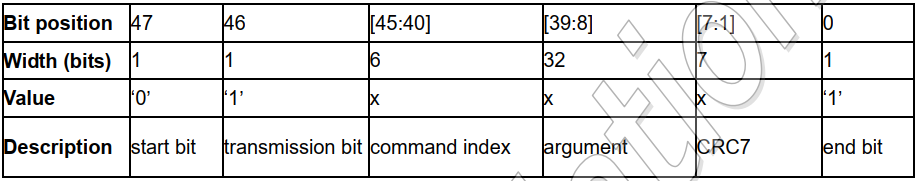 Bit position 47 46 [45:40] [39:8] [7:1] 0
Width (bits) 1 1 6 32 7 1
Value ‘0’ ‘1’ x x x ‘1’
Description start bit transmission bit command index argument CRC7 end bit